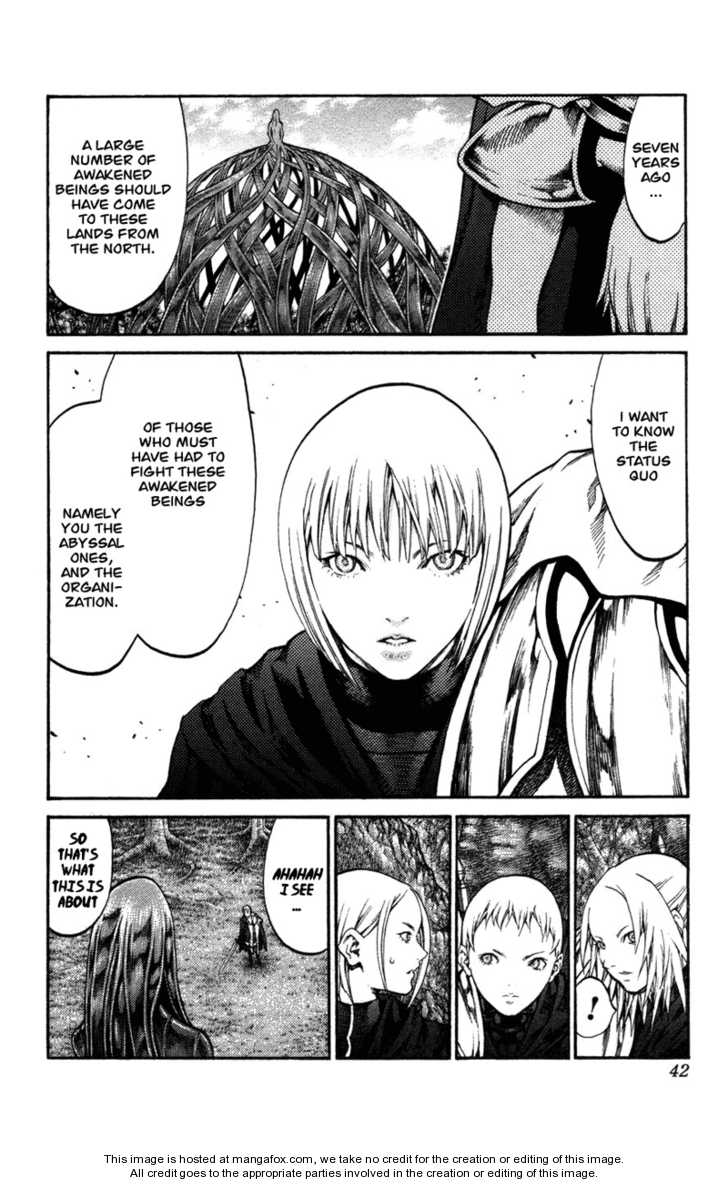 SEVEN
YEARS
AGO
...
A LARGE
NUMBER OF
AWAKENED
BEINGS SHOULD
HAVE COME
TO THESE
LANDS FROM
THE NORTH.
I WANT
TO KNOW
THE
STATUS
QUO
OF THOSE
WHO MUST
HAVE HAD TO
FIGHT THESE
AWAKENED
BEINGS
NAMELY
YOU THE
ABYSSAL
ONES,
AND THE
ORGANI-
ZATION.
!
AHAHAH
I SEE
...
SO
THAT'S
WHAT
THIS IS
ABOUT
42
This image is hosted at mangafox.com, we take no credit for the creation or editing of this image.
All credit goes to the appropriate parties involved in the creation or editing of this image.